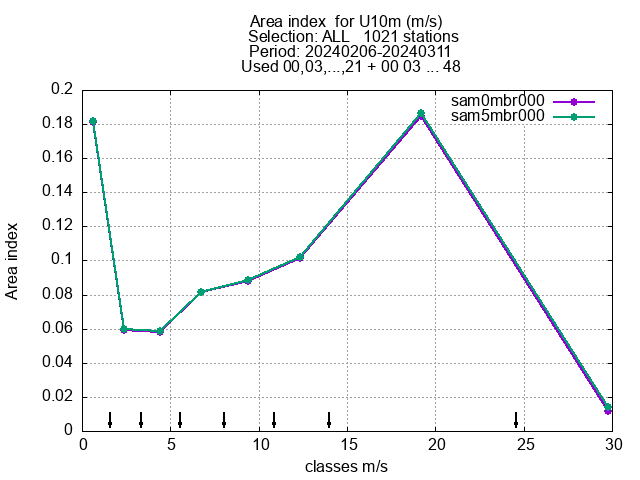 Area index  for U10m (m/s)
Selection: ALL   1021 stations
Period: 20240206-20240311
Used 00,03,...,21 + 00 03 ... 48
sam0mbr000
sam5mbr000
0.2
0.18
0.16
0.14
0.12
0.1
0.08
0.06
0.04
0.02
0
Area index
0 5 10 15 20 25 30
classes m/s